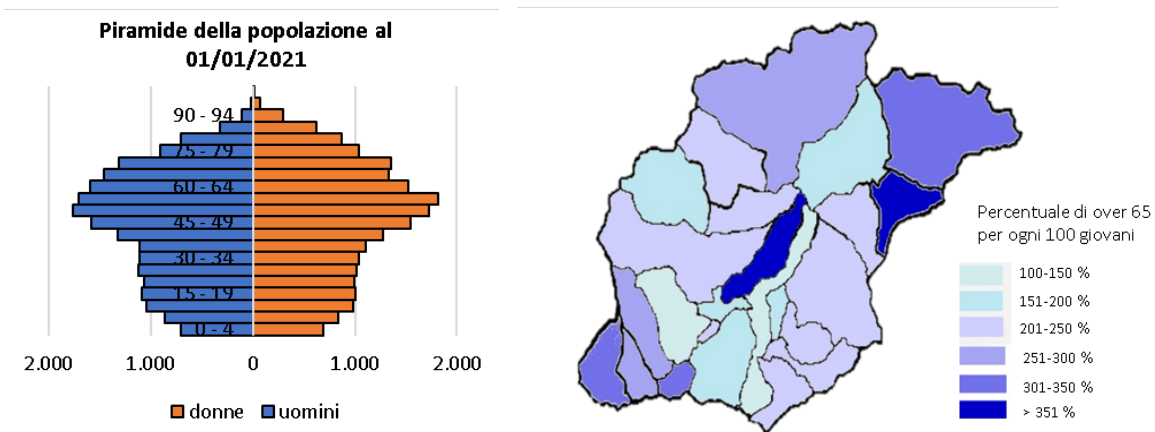 Piramide della popolazione al
01/01/2021
90 - 94
75 - 79
60 - 64
45 - 49
30 - 34
15 - 19
0 - 4
2.000 1.000 0 1.000 2.000
donne uomini
Percentuale di over 65
per ogni 100 giovani
100-150 %
151-200 %
201-250 %
251-300 %
301-350 %
> 351 %